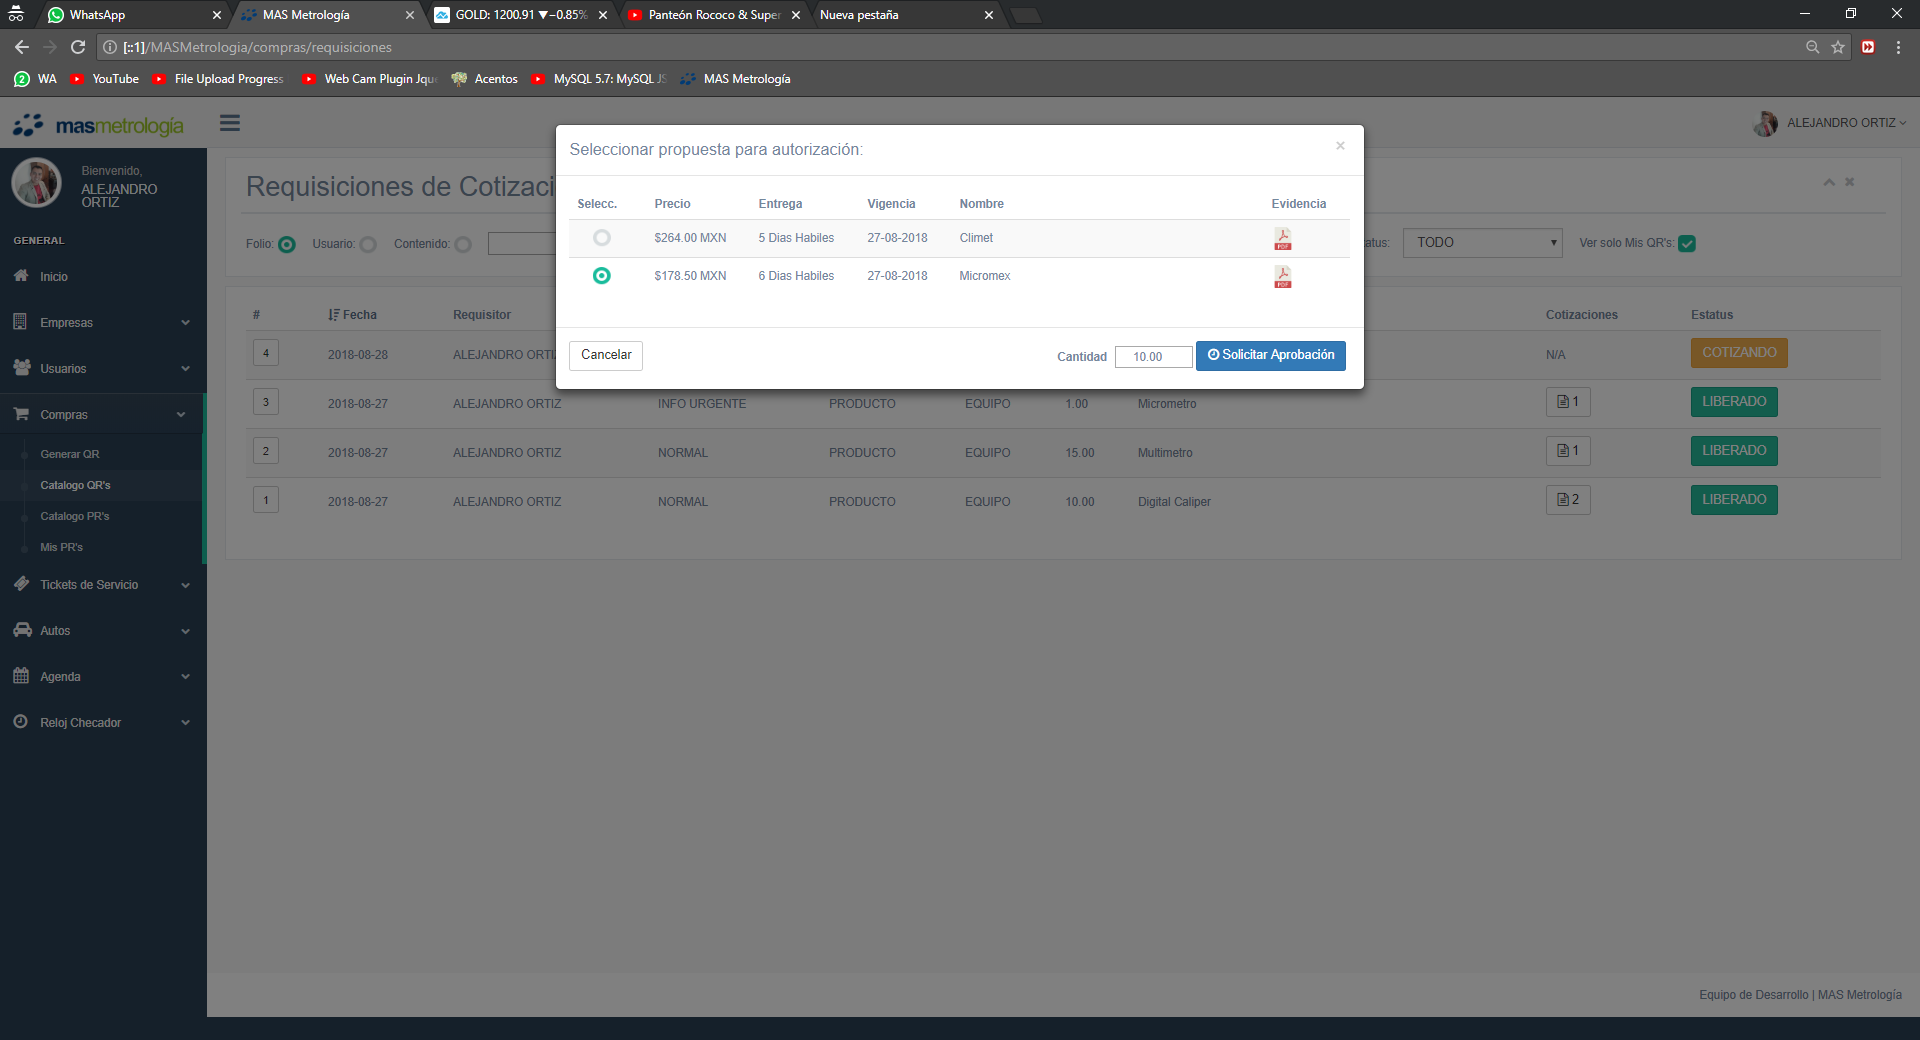 WhatsApp
MAS Metrología
GOLD: 1200.91 ▼−0.85%
Panteón Rococo & Super
Nueva pestaña
[::1]/MASMetrologia/compras/requisiciones
2 WA
YouTube
File Upload Progress
Web Cam Plugin Jqu
Acentos
MySQL 5.7: MySQL JS
MAS Metrología
masmetrología
ALEJANDRO ORTIZ
Bienvenido,
ALEJANDRO
ORTIZ
GENERAL
Inicio
Empresas
Usuarios
Compras
Generar QR
Catalogo QR's
Catalogo PR's
Mis PR's
Tickets de Servicio
Autos
Agenda
Reloj Checador
Requisiciones de Cotizaci
Folio: Usuario: Contenido:
atus: TODO Ver solo Mis QR's:
Seleccionar propuesta para autorización: ×
Selecc. Precio Entrega Vigencia Nombre Evidencia
$264.00 MXN 5 Dias Habiles 27-08-2018 Climet PDF
$178.50 MXN 6 Dias Habiles 27-08-2018 Micromex PDF
Cancelar Cantidad 10.00 Solicitar Aprobación
# Fecha Requisitor Cotizaciones Estatus
4 2018-08-28 ALEJANDRO ORTI N/A COTIZANDO
3 2018-08-27 ALEJANDRO ORTIZ INFO URGENTE PRODUCTO EQUIPO 1.00 Micrometro 1 LIBERADO
2 2018-08-27 ALEJANDRO ORTIZ NORMAL PRODUCTO EQUIPO 15.00 Multimetro 1 LIBERADO
1 2018-08-27 ALEJANDRO ORTIZ NORMAL PRODUCTO EQUIPO 10.00 Digital Caliper 2 LIBERADO
Equipo de Desarrollo | MAS Metrología